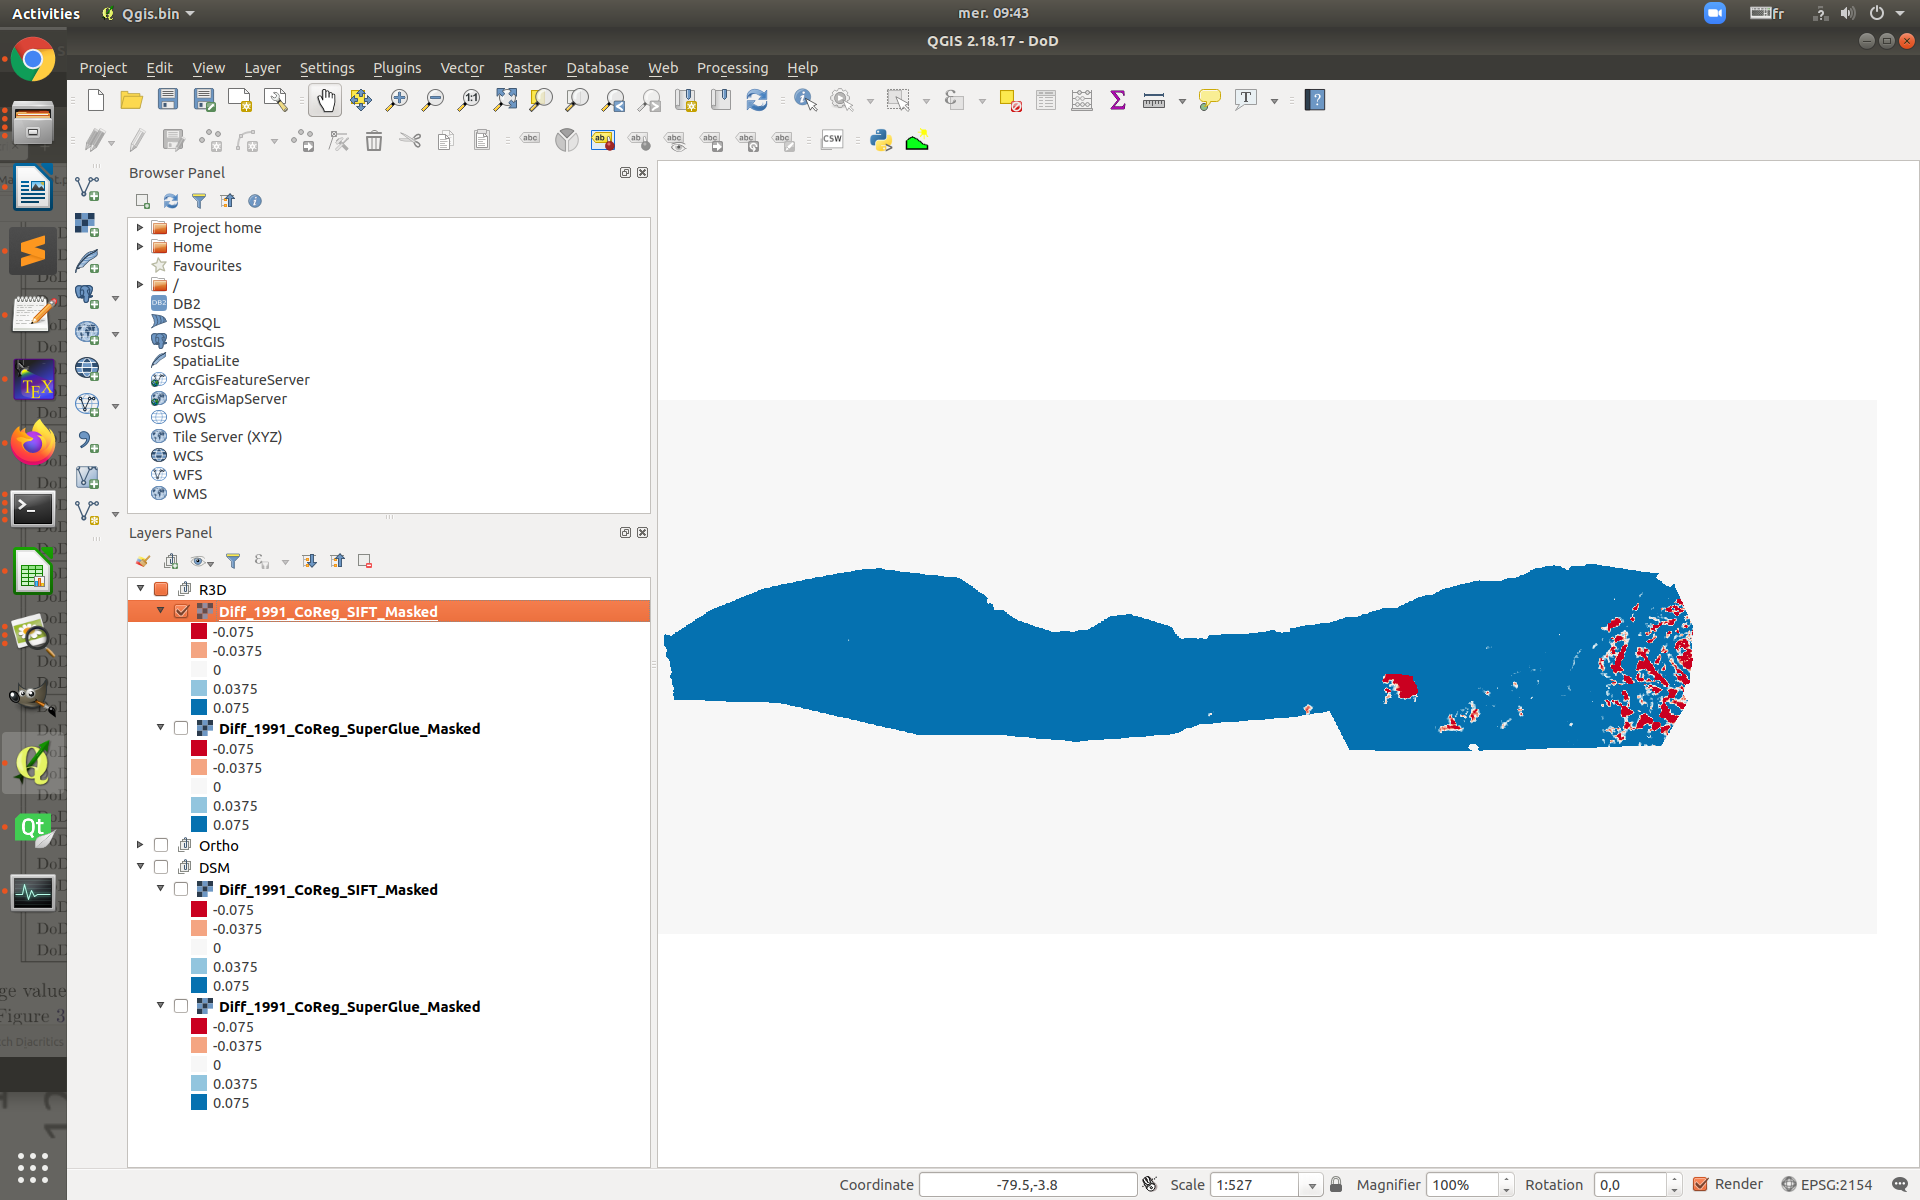 Activities
Qgis.bin
mer. 09:43
fr
QGIS 2.18.17 - DoD
Project Edit View Layer Settings Plugins Vector Raster Database Web Processing Help
Browser Panel
Project home
Home
Favourites
/
DB2
MSSQL
PostGIS
SpatiaLite
ArcGisFeatureServer
ArcGisMapServer
OWS
Tile Server (XYZ)
WCS
WFS
WMS
Layers Panel
R3D
Diff_1991_CoReg_SIFT_Masked
-0.075
-0.0375
0
0.0375
0.075
Diff_1991_CoReg_SuperGlue_Masked
-0.075
-0.0375
0
0.0375
0.075
Ortho
DSM
Diff_1991_CoReg_SIFT_Masked
-0.075
-0.0375
0
0.0375
0.075
Diff_1991_CoReg_SuperGlue_Masked
-0.075
-0.0375
0
0.0375
0.075
ge value
Figure 3
Coordinate -79.5,-3.8 Scale 1:527 Magnifier 100% Rotation 0,0 Render EPSG:2154